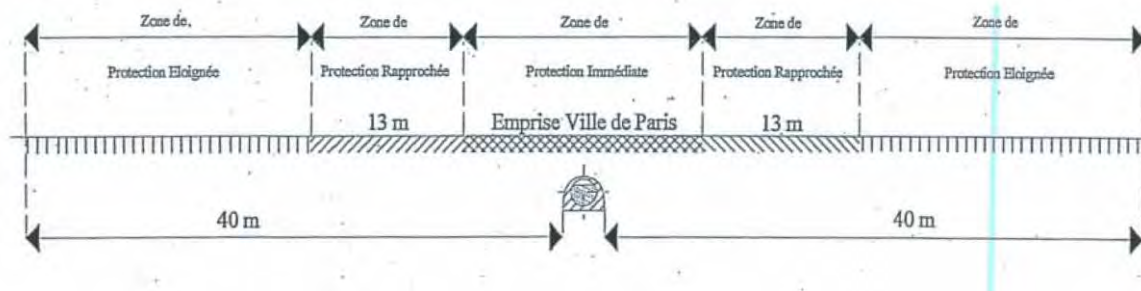 Zone de. Zone de Zone de Zone de Zone de
Protection Eloignée Protection Rapprochée Protection Immédiate Protection Rapprochée Protection Eloignée
13 m Emprise Ville de Paris 13 m
40 m 40 m